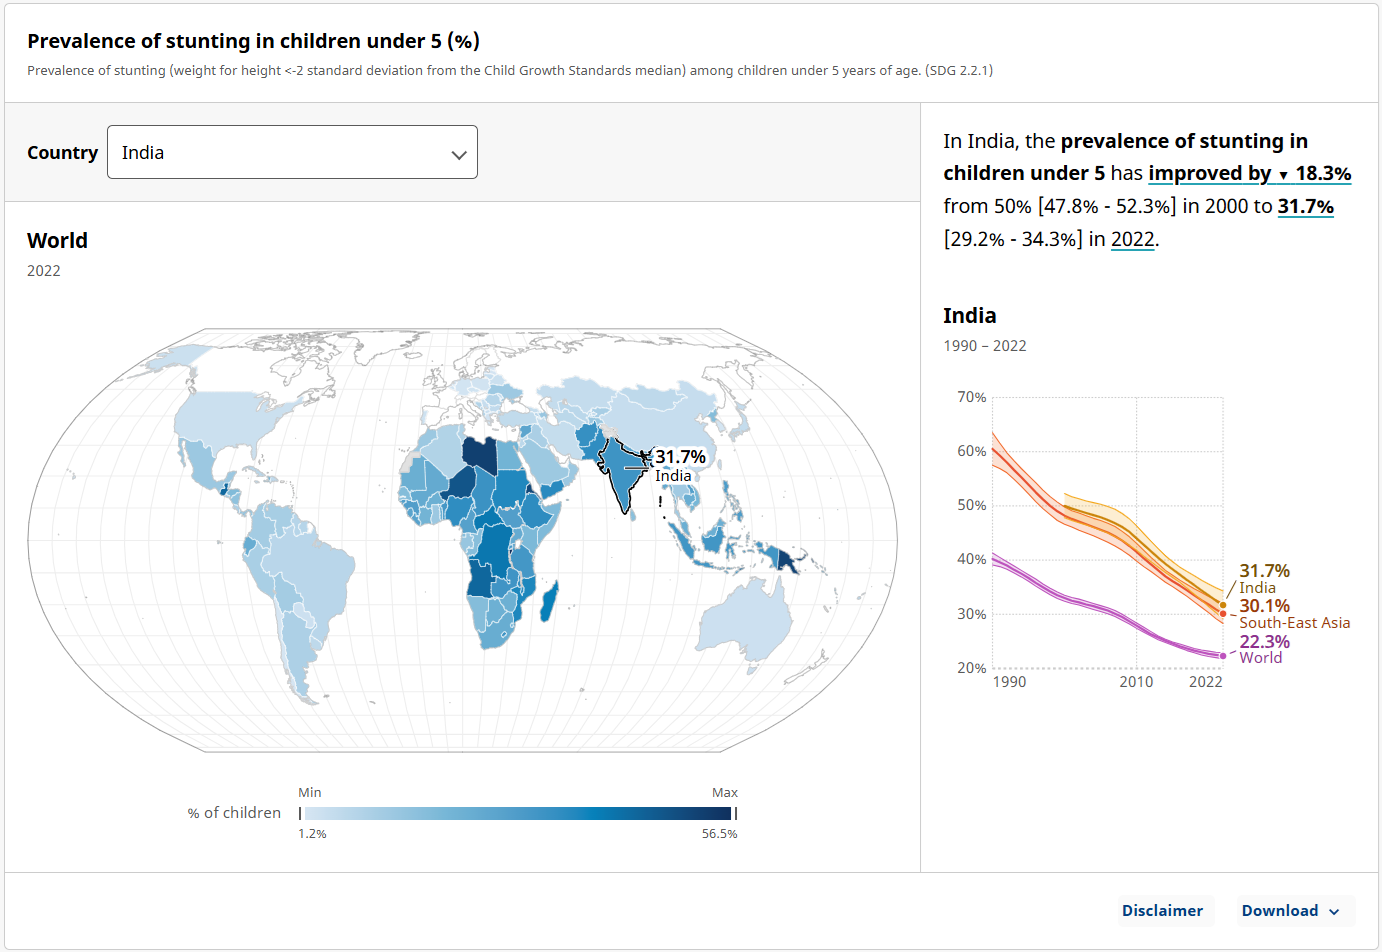 Prevalence of stunting in children under 5 (%)
Prevalence of stunting (weight for height <-2 standard deviation from the Child Growth Standards median) among children under 5 years of age. (SDG 2.2.1)
Country
India
World
2022
31.7%
India
Min
Max
% of children
1.2%
56.5%
In India, the prevalence of stunting in
children under 5 has improved by ▼ 18.3%
from 50% [47.8% - 52.3%] in 2000 to 31.7%
[29.2% - 34.3%] in 2022.
India
1990 – 2022
70%
60%
50%
40%
30%
20%
31.7%
India
30.1%
South-East Asia
22.3%
World
1990
2010
2022
Disclaimer
Download